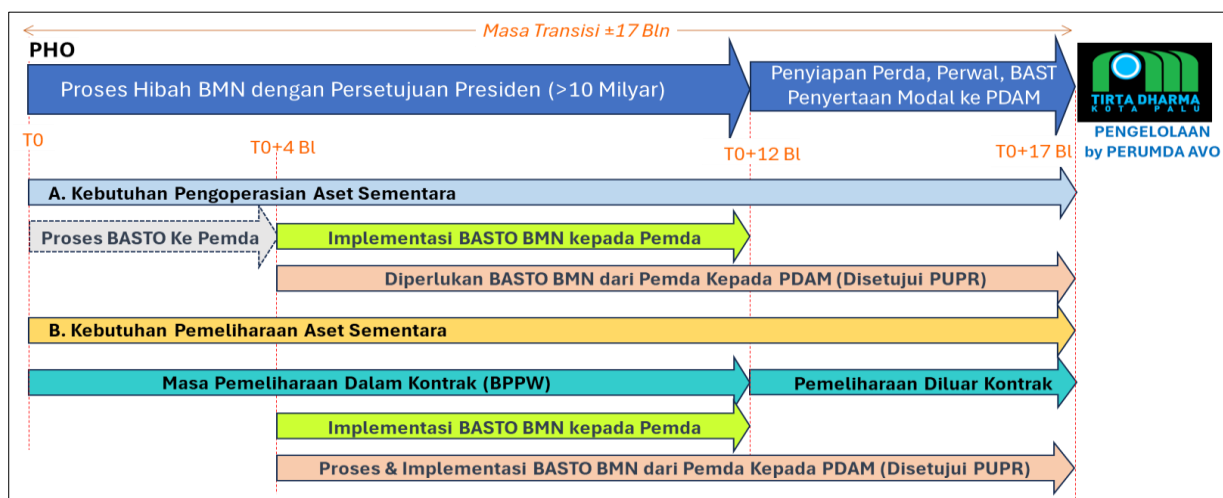 Masa Transisi ±17 Bln
PHO
Proses Hibah BMN dengan Persetujuan Presiden (>10 Milyar)
Penyiapan Perda, Perwal, BAST
Penyertaan Modal ke PDAM
TIRTA DHARMA
KOTA PALU
PENGELOLAAN
by PERUMDA AVO
T0
T0+4 Bl
T0+12 Bl
T0+17 Bl
A. Kebutuhan Pengoperasian Aset Sementara
Proses BASTO Ke Pemda
Implementasi BASTO BMN kepada Pemda
Diperlukan BASTO BMN dari Pemda Kepada PDAM (Disetujui PUPR)
B. Kebutuhan Pemeliharaan Aset Sementara
Masa Pemeliharaan Dalam Kontrak (BPPW)
Pemeliharaan Diluar Kontrak
Implementasi BASTO BMN kepada Pemda
Proses & Implementasi BASTO BMN dari Pemda Kepada PDAM (Disetujui PUPR)